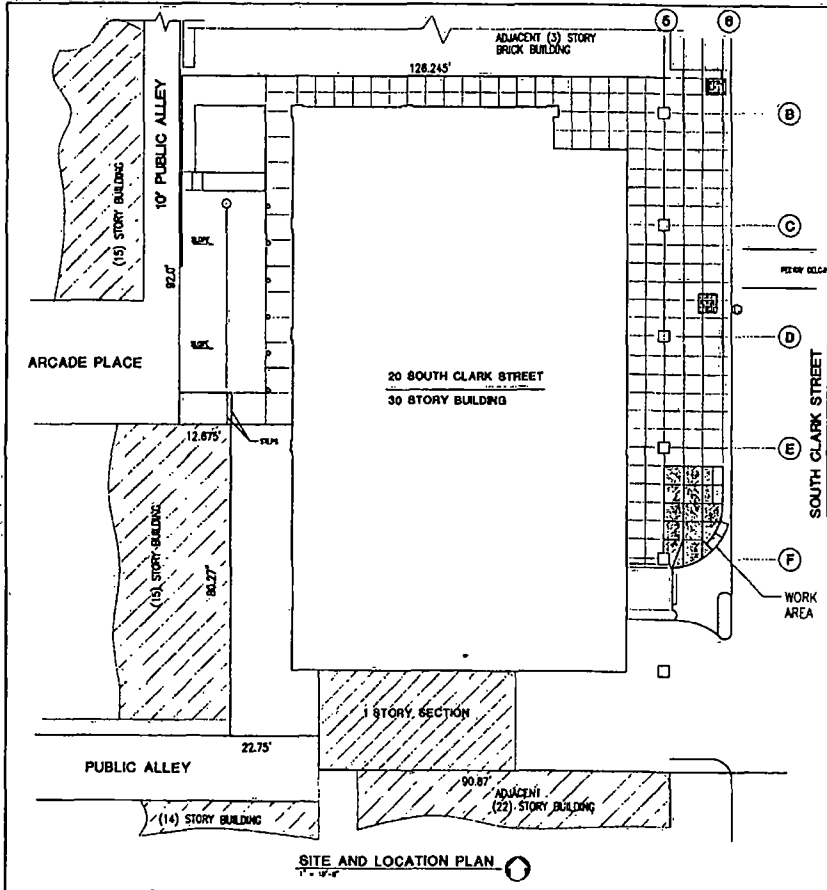 5
6
ADJACENT (3) STORY
BRICK BUILDING
126.245'
10' PUBLIC ALLEY
(15) STORY BUILDING
B
C
SLOPE
92.0'
D
SLOPE
ARCADE PLACE
20 SOUTH CLARK STREET
30 STORY BUILDING
SOUTH CLARK STREET
12.675'
E
(15) STORY BUILDING
80.27'
F
WORK
AREA
1 STORY SECTION
22.75'
PUBLIC ALLEY
90.87'
ADJACENT
(22) STORY BUILDING
(14) STORY BUILDING
SITE AND LOCATION PLAN